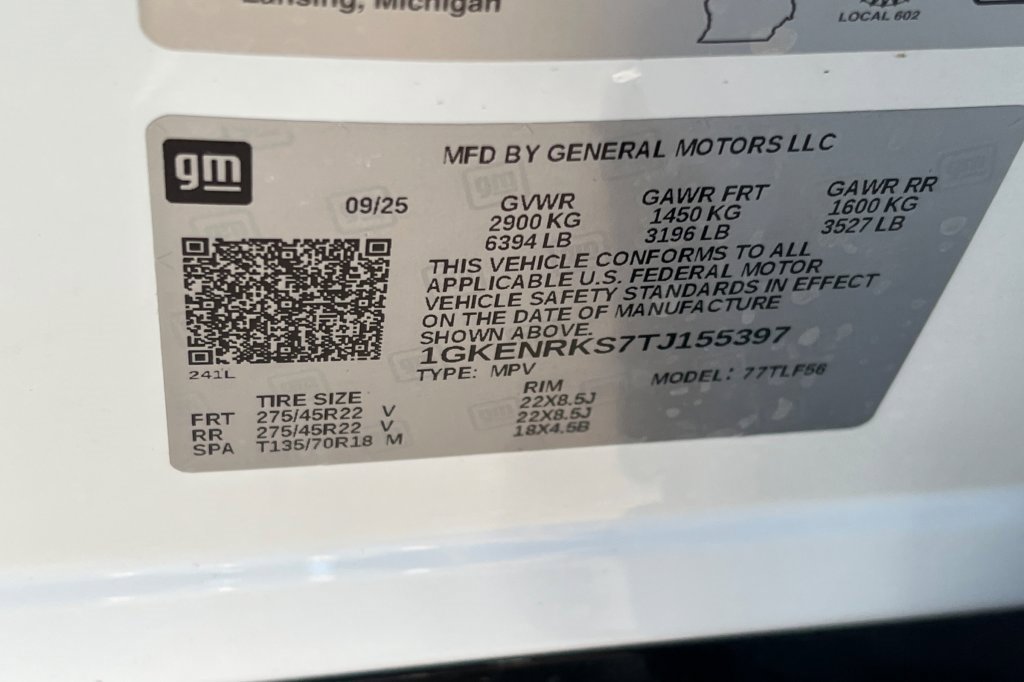 Lansing, Michigan
LOCAL 602
gm
MFD BY GENERAL MOTORS LLC
09/25
GVWR
2900 KG
6394 LB
GAWR FRT
1450 KG
3196 LB
GAWR RR
1600 KG
3527 LB
THIS VEHICLE CONFORMS TO ALL
APPLICABLE U.S. FEDERAL MOTOR
VEHICLE SAFETY STANDARDS IN EFFECT
ON THE DATE OF MANUFACTURE
SHOWN ABOVE.
1GKENRKS7TJ155397
TYPE: MPV
MODEL: 77TLF56
241L
TIRE SIZE RIM
FRT 275/45R22 V 22X8.5J
RR 275/45R22 V 22X8.5J
SPA T135/70R18 M 18X4.5B